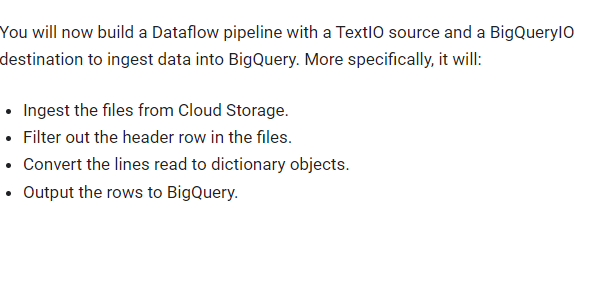 You will now build a Dataflow pipeline with a TextIO source and a BigQueryIO
destination to ingest data into BigQuery. More specifically, it will:
• Ingest the files from Cloud Storage.
• Filter out the header row in the files.
• Convert the lines read to dictionary objects.
• Output the rows to BigQuery.